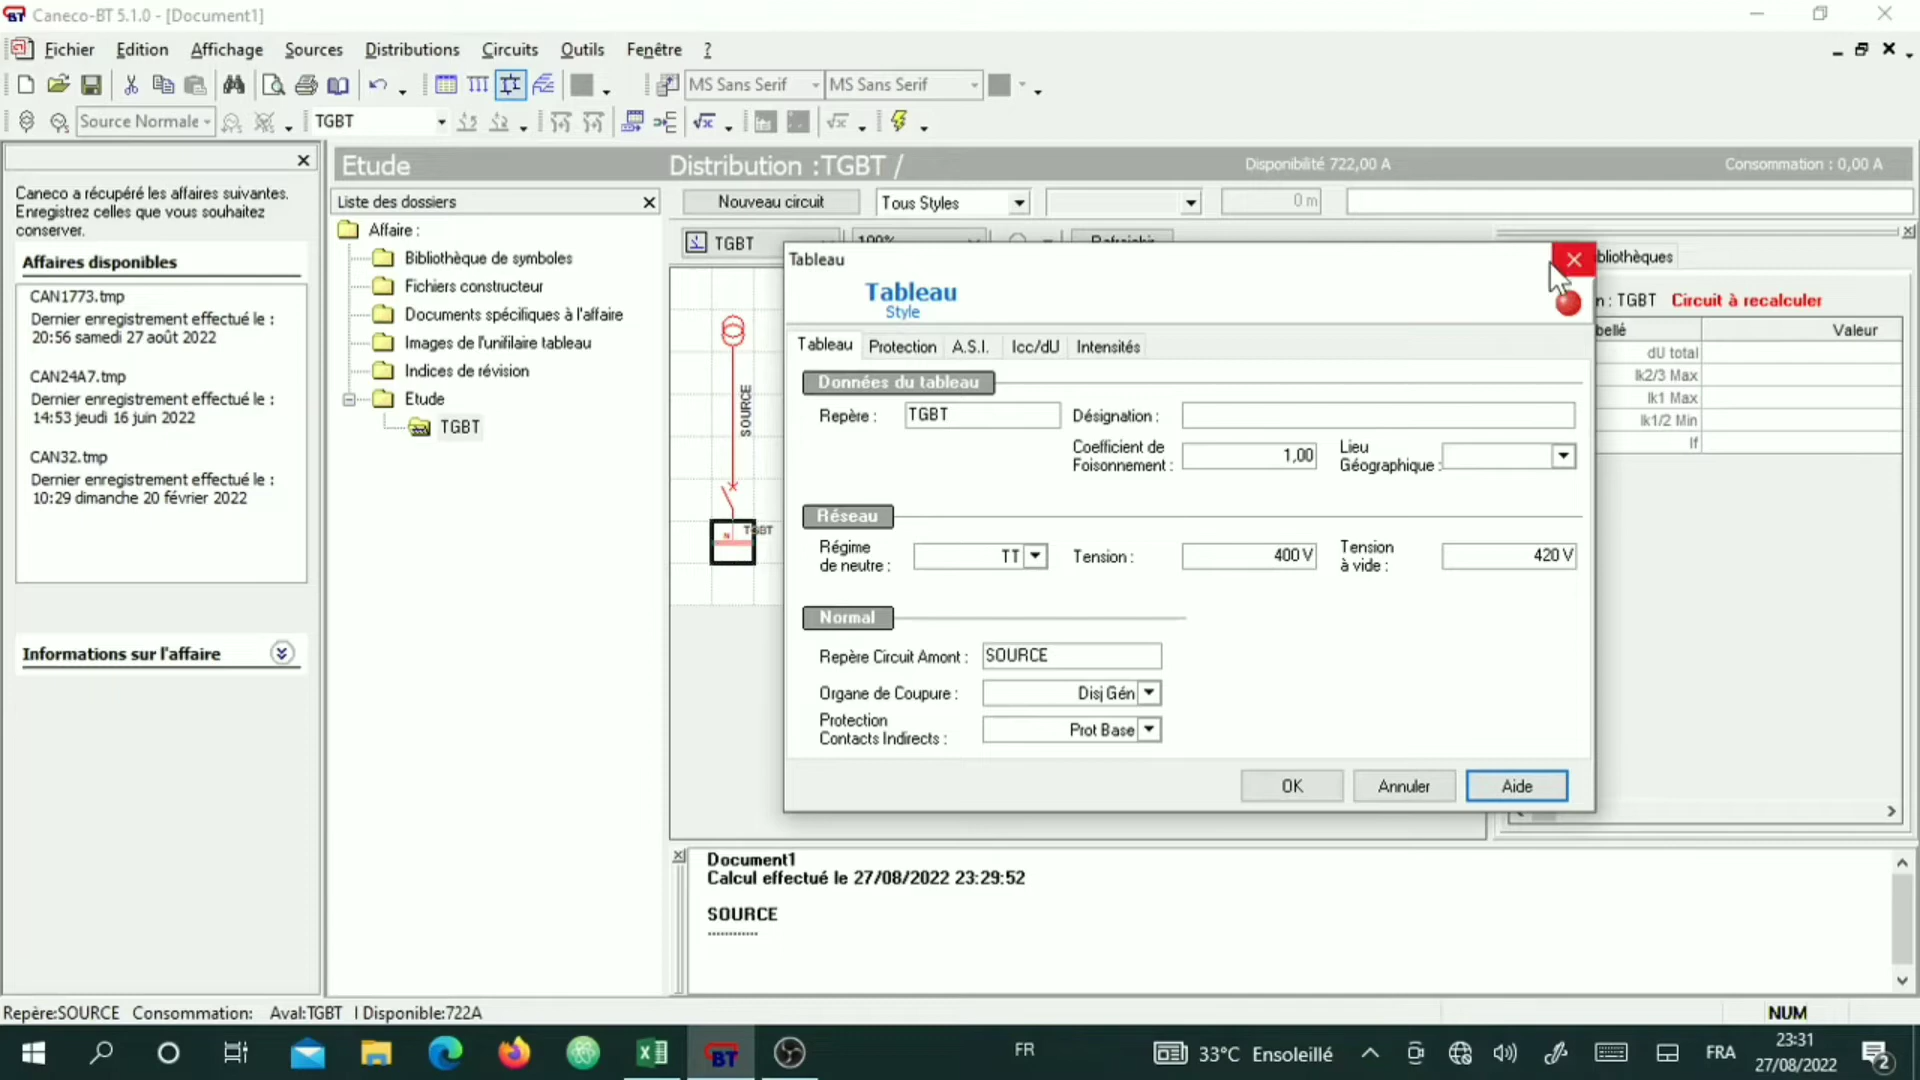 Caneco-BT 5.1.0 - [Document1]
Fichier Edition Affichage Sources Distributions Circuits Outils Fenêtre ?
MS Sans Serif MS Sans Serif
Source Normale TGBT
Caneco a récupéré les affaires suivantes.
Enregistrez celles que vous souhaitez
conserver.
Affaires disponibles
CAN1773.tmp
Dernier enregistrement effectué le :
20:56 samedi 27 août 2022
CAN24A7.tmp
Dernier enregistrement effectué le :
14:53 jeudi 16 juin 2022
CAN32.tmp
Dernier enregistrement effectué le :
10:29 dimanche 20 février 2022
Informations sur l'affaire
Etude
Liste des dossiers
Affaire :
Bibliothèque de symboles
Fichiers constructeur
Documents spécifiques à l'affaire
Images de l'unifilaire tableau
Indices de révision
Etude
TGBT
Distribution :TGBT /
Disponibilité 722,00 A
Consommation : 0,00 A
Nouveau circuit
Tous Styles
0 m
TGBT
100%
Rafraichir
SOURCE
N
TGBT
Tableau
Tableau
Style
Tableau Protection A.S.I. Icc/dU Intensités
Données du tableau
Repère : TGBT
Désignation :
Coefficient de
Foisonnement : 1,00
Lieu
Géographique :
Réseau
Régime
de neutre : TT
Tension : 400 V
Tension
à vide : 420 V
Normal
Repère Circuit Amont : SOURCE
Organe de Coupure : Disj Gén
Protection
Contacts Indirects : Prot Base
OK Annuler Aide
bliothèques
n : TGBT Circuit à recalculer
bellé Valeur
dU total
Ik2/3 Max
Ik1 Max
Ik1/2 Min
If
Document1
Calcul effectué le 27/08/2022 23:29:52
SOURCE
------------
Repère:SOURCE Consommation: Aval:TGBT I Disponible:722A
NUM
BT
FR
33°C Ensoleillé
FRA
23:31
27/08/2022
2